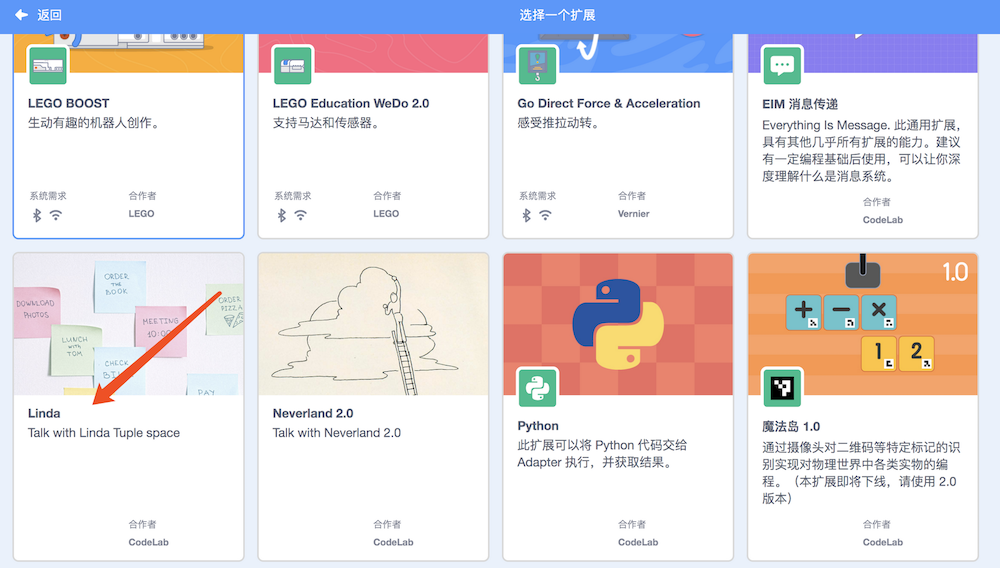 返回
选择一个扩展
LEGO BOOST
生动有趣的机器人创作。
系统需求
合作者
LEGO
LEGO Education WeDo 2.0
支持马达和传感器。
系统需求
合作者
LEGO
Go Direct Force & Acceleration
感受推拉动转。
系统需求
合作者
Vernier
EIM 消息传递
Everything Is Message. 此通用扩展，
具有其他几乎所有扩展的能力。建议
有一定编程基础后使用，可以让你深
度理解什么是消息系统。
合作者
CodeLab
DOWNLOAD
PHOTOS
ORDER
THE
BOOK
LUNCH
WITH
TOM
MEETING
10:00
CHECK
ORDER
PIZZA
PAY
Linda
Talk with Linda Tuple space
合作者
CodeLab
Neverland 2.0
Talk with Neverland 2.0
合作者
CodeLab
Python
此扩展可以将 Python 代码交给
Adapter 执行，并获取结果。
合作者
CodeLab
1.0
+ − ×
1 2
魔法岛 1.0
通过摄像头对二维码等特定标记的识
别实现对物理世界中各类实物的编
程。（本扩展即将下线，请使用 2.0
版本）
合作者
CodeLab